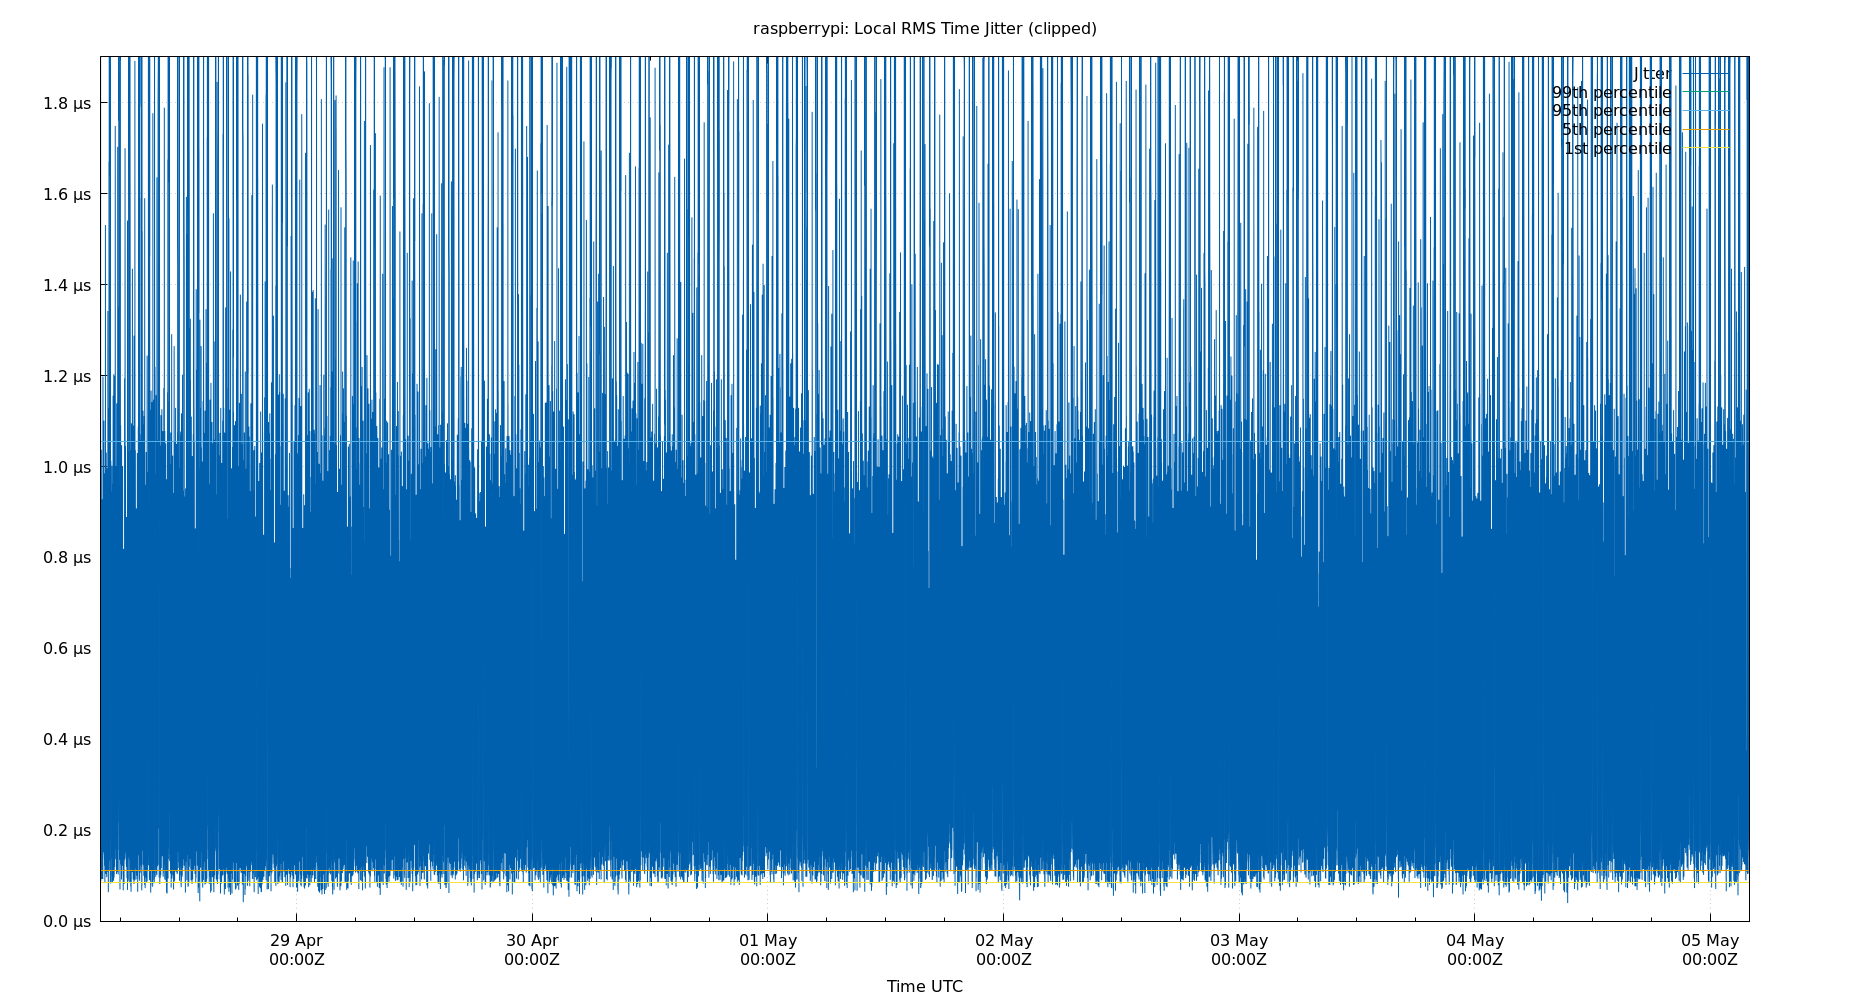 raspberrypi: Local RMS Time Jitter (clipped)
Jitter
99th percentile
95th percentile
5th percentile
1st percentile
1.8 µs
1.6 µs
1.4 µs
1.2 µs
1.0 µs
0.8 µs
0.6 µs
0.4 µs
0.2 µs
0.0 µs
29 Apr 30 Apr 01 May 02 May 03 May 04 May 05 May
00:00Z 00:00Z 00:00Z 00:00Z 00:00Z 00:00Z 00:00Z
Time UTC